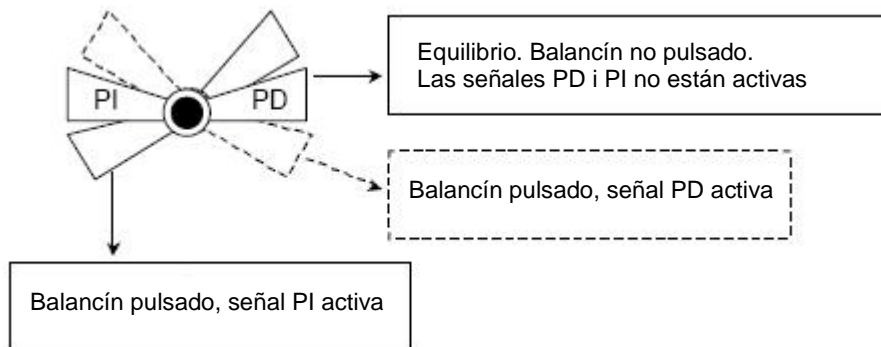 PI
PD
Equilibrio. Balancín no pulsado.
Las señales PD i PI no están activas
Balancín pulsado, señal PD activa
Balancín pulsado, señal PI activa